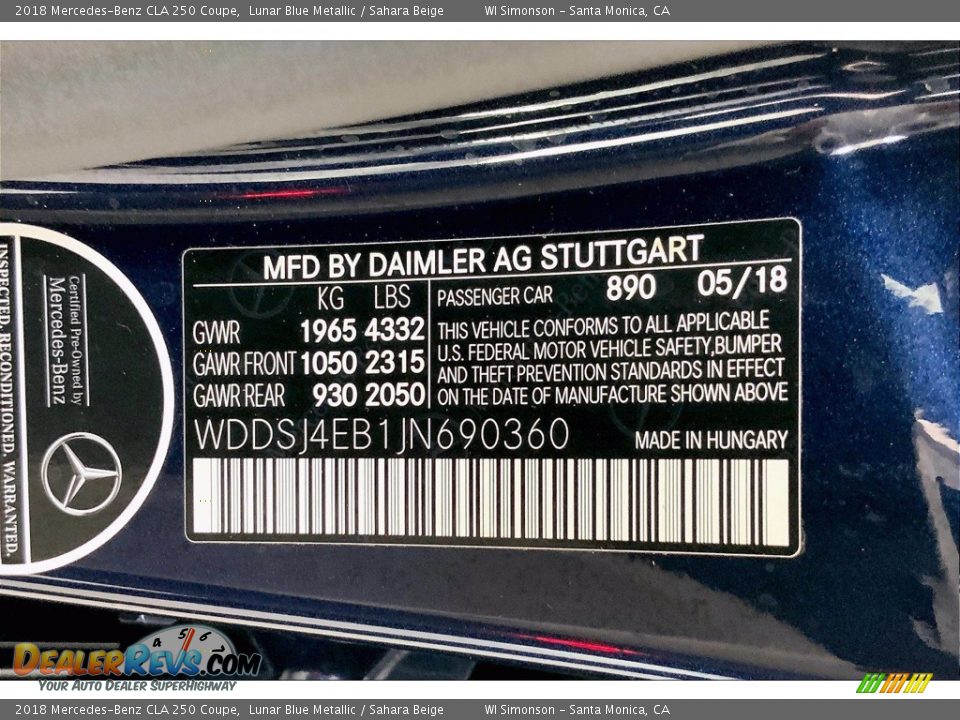 2018 Mercedes-Benz CLA 250 Coupe, Lunar Blue Metallic / Sahara Beige WI Simonson - Santa Monica, CA
MFD BY DAIMLER AG STUTTGART
KG LBS
GVWR 1965 4332
GAWR FRONT 1050 2315
GAWR REAR 930 2050
PASSENGER CAR 890 05/18
THIS VEHICLE CONFORMS TO ALL APPLICABLE
U.S. FEDERAL MOTOR VEHICLE SAFETY,BUMPER
AND THEFT PREVENTION STANDARDS IN EFFECT
ON THE DATE OF MANUFACTURE SHOWN ABOVE
WDDSJ4EB1JN690360
MADE IN HUNGARY
Certified Pre-Owned by
Mercedes-Benz
INSPECTED. RECONDITIONED. WARRANTED.
4 5 6
DEALERREVS.COM
YOUR AUTO DEALER SUPERHIGHWAY
2018 Mercedes-Benz CLA 250 Coupe, Lunar Blue Metallic / Sahara Beige WI Simonson - Santa Monica, CA